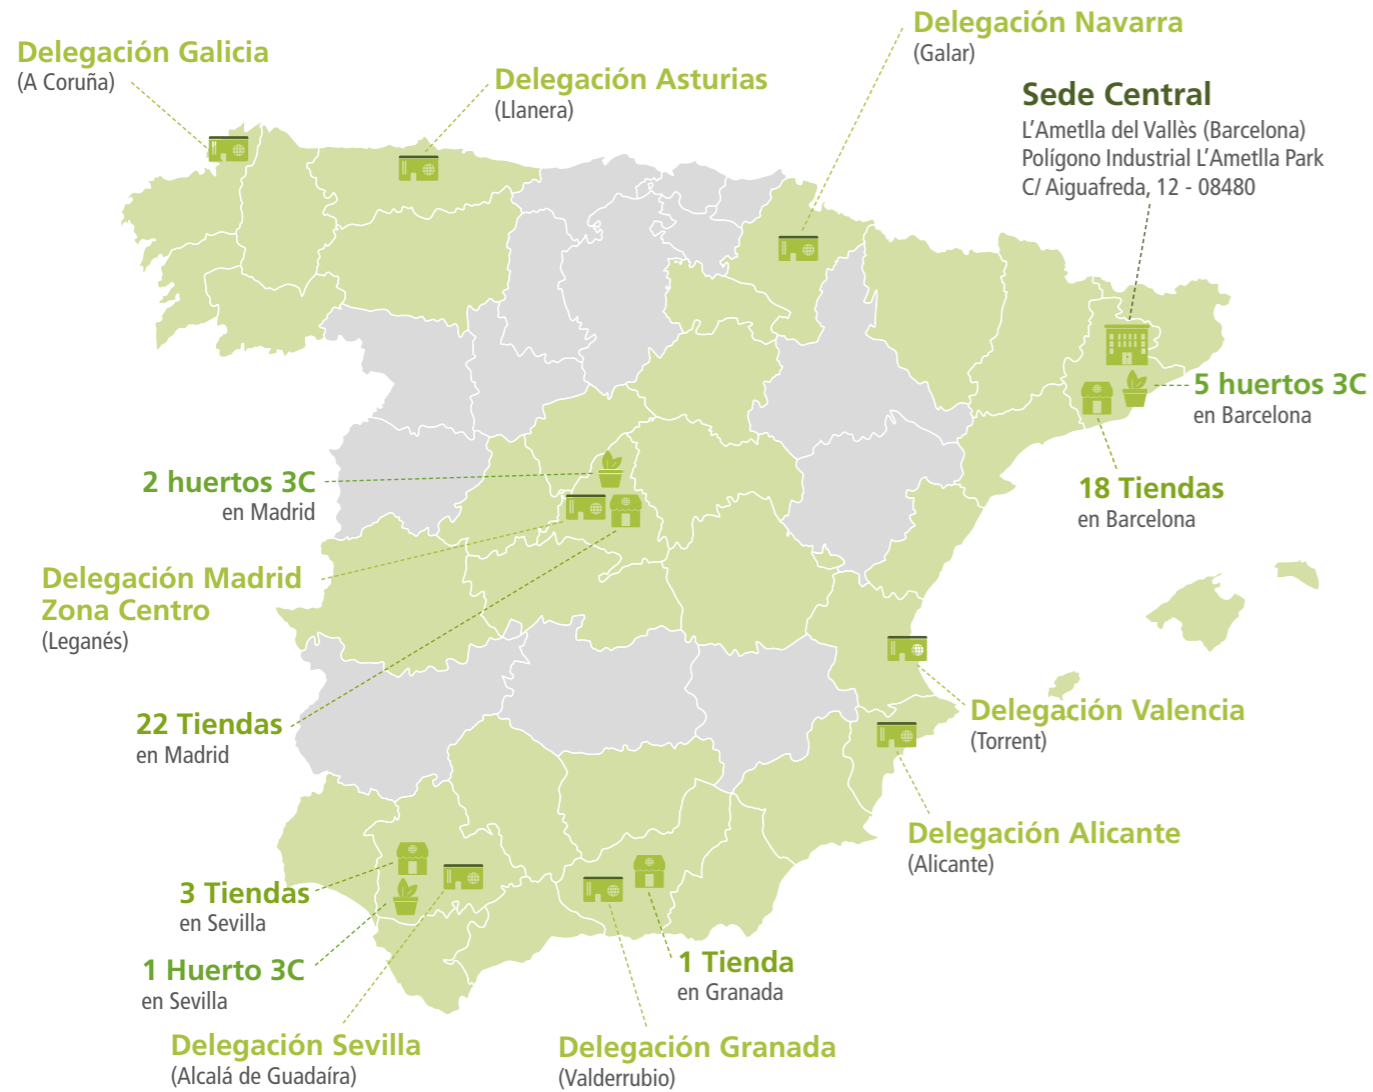 Delegación Galicia
(A Coruña)
Delegación Asturias
(Llanera)
Delegación Navarra
(Galar)
Sede Central
L'Ametlla del Vallès (Barcelona)
Polígono Industrial L'Ametlla Park
C/ Aiguafreda, 12 - 08480
5 huertos 3C
en Barcelona
18 Tiendas
en Barcelona
2 huertos 3C
en Madrid
Delegación Madrid
Zona Centro
(Leganés)
22 Tiendas
en Madrid
Delegación Valencia
(Torrent)
Delegación Alicante
(Alicante)
3 Tiendas
en Sevilla
1 Huerto 3C
en Sevilla
Delegación Sevilla
(Alcalá de Guadaíra)
1 Tienda
en Granada
Delegación Granada
(Valderrubio)